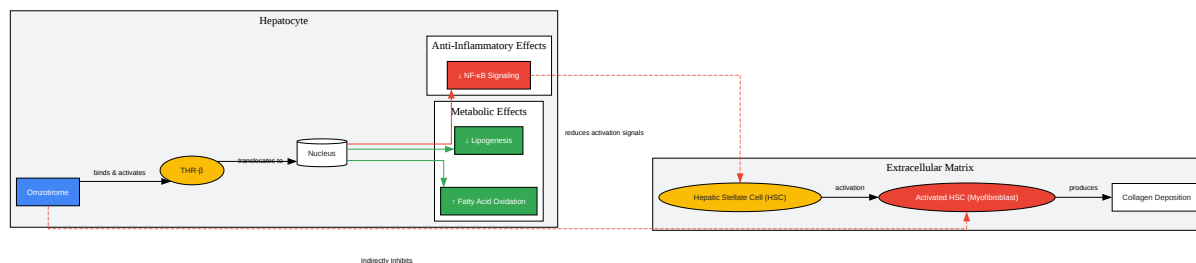 Hepatocyte
Anti-Inflammatory Effects
↓ NF-κB Signaling
Metabolic Effects
reduces activation signals
↓ Lipogenesis
Nucleus
translocates to
THR-β
binds & activates
Omzotirome
↑ Fatty Acid Oxidation
Extracellular Matrix
Hepatic Stellate Cell (HSC)
activation
Activated HSC (Myofibroblast)
produces
Collagen Deposition
Indirectly Inhibits